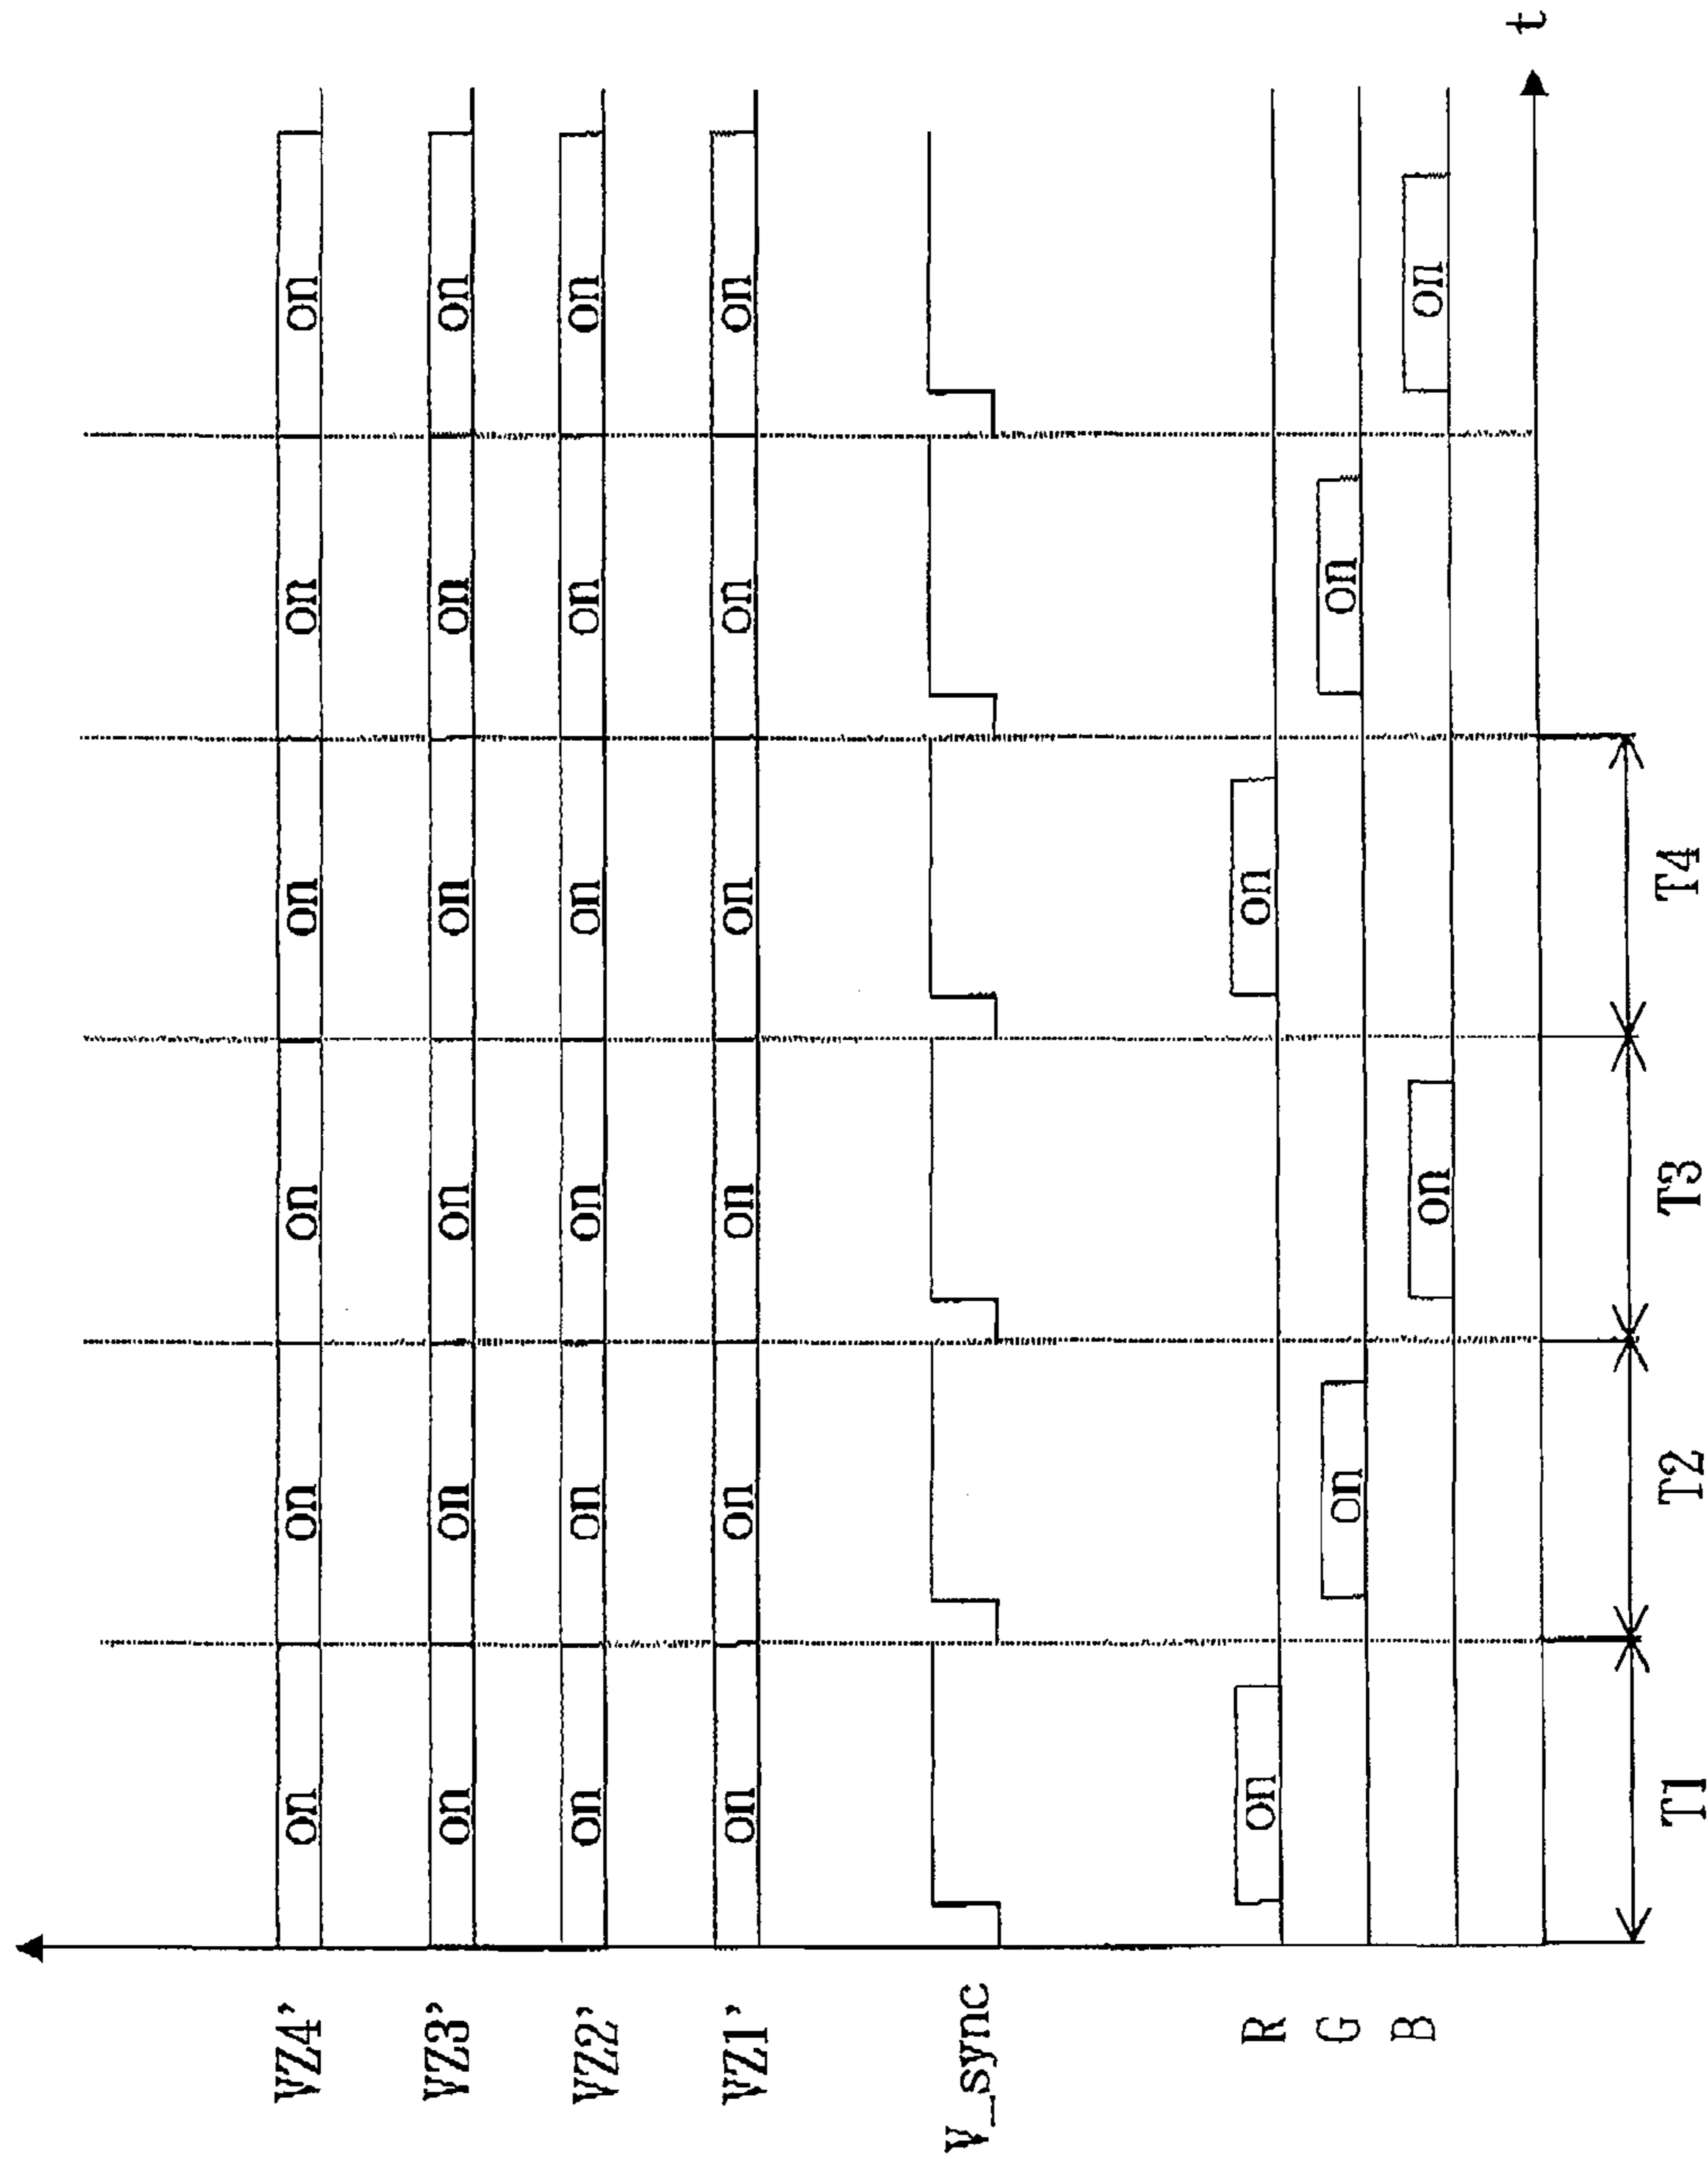 VZ4' on on on on on on
VZ3' on on on on on on
VZ2' on on on on on on
VZ1' on on on on on on
V_sync
R on on
G on on
B on on
t
T1 T2 T3 T4